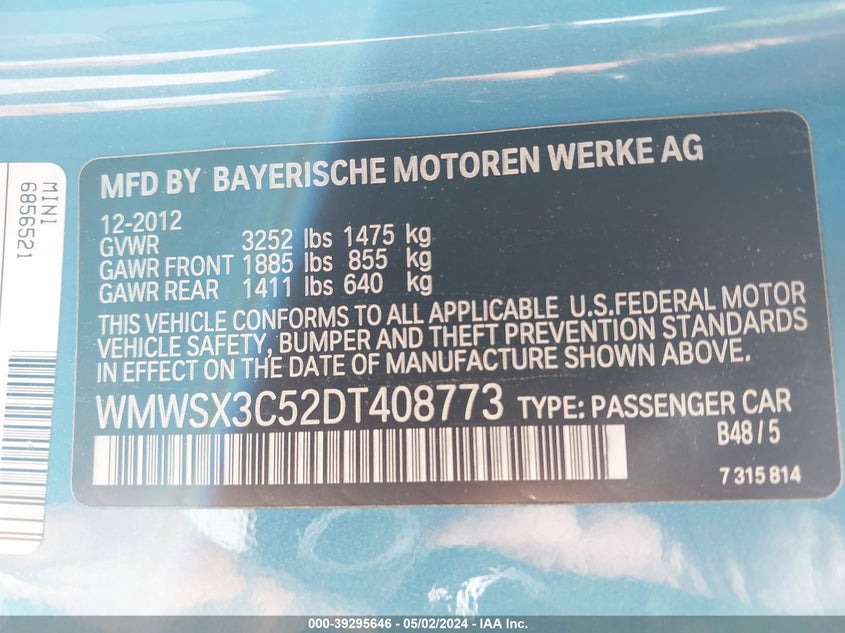 MFD BY BAYERISCHE MOTOREN WERKE AG
12-2012
GVWR 3252 lbs 1475 kg
GAWR FRONT 1885 lbs 855 kg
GAWR REAR 1411 lbs 640 kg
THIS VEHICLE CONFORMS TO ALL APPLICABLE U.S.FEDERAL MOTOR
VEHICLE SAFETY, BUMPER AND THEFT PREVENTION STANDARDS
IN EFFECT ON THE DATE OF MANUFACTURE SHOWN ABOVE.
WMWSX3C52DT408773 TYPE: PASSENGER CAR
B48/5
7 315 814
MINI
6856521
000-39295646 - 05/02/2024 - IAA Inc.